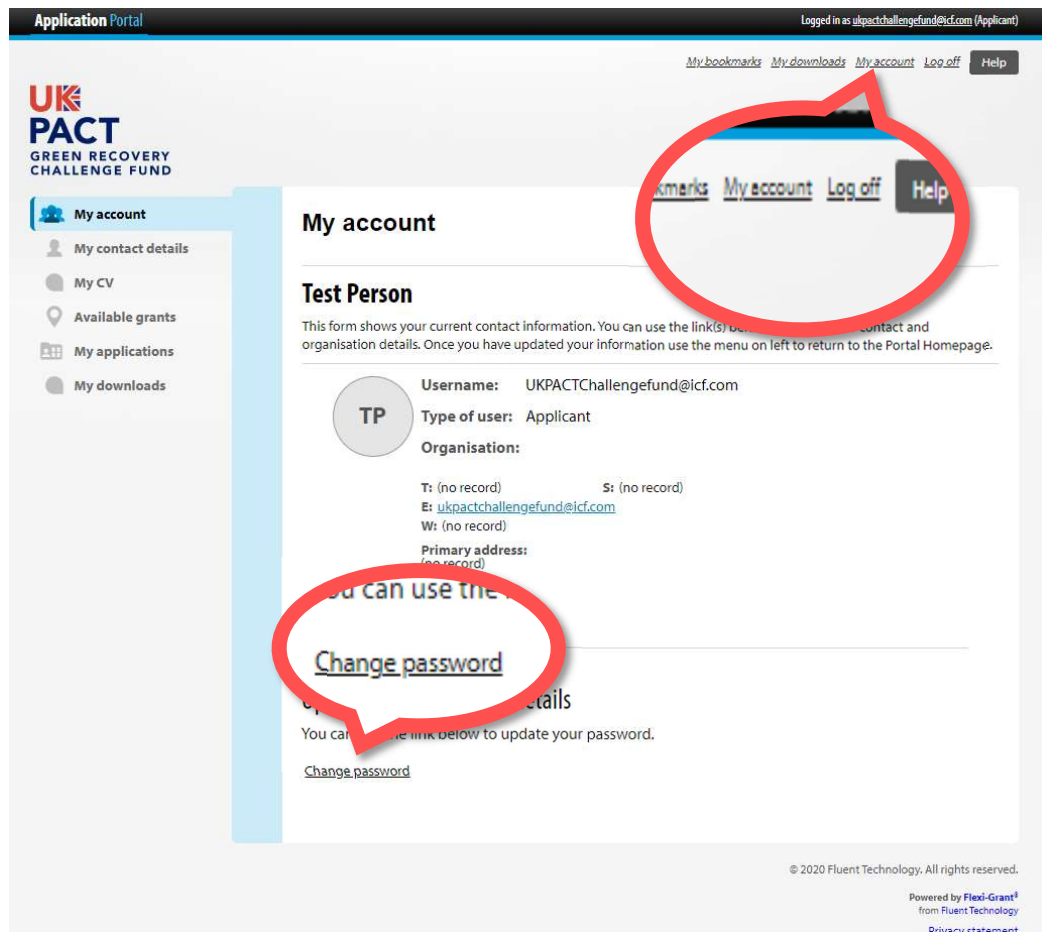 Application Portal
Logged in as ukpactchallengefund@icf.com (Applicant)
My bookmarks My downloads My account Log off Help
UK
PACT
GREEN RECOVERY
CHALLENGE FUND
kmarks My account Log off Help
My account
My contact details
My CV
Available grants
My applications
My downloads
My account
Test Person
This form shows your current contact information. You can use the link(s) contact and
organisation details. Once you have updated your information use the menu on left to return to the Portal Homepage.
TP
Username: UKPACTChallengefund@icf.com
Type of user: Applicant
Organisation:
T: (no record) S: (no record)
E: ukpactchallengefund@icf.com
W: (no record)
Primary address:
(no record)
can use the
Change password
You can link below to update your password.
Change password
© 2020 Fluent Technology. All rights reserved.
Powered by Flexi-Grant®
from Fluent Technology
Privacy statement